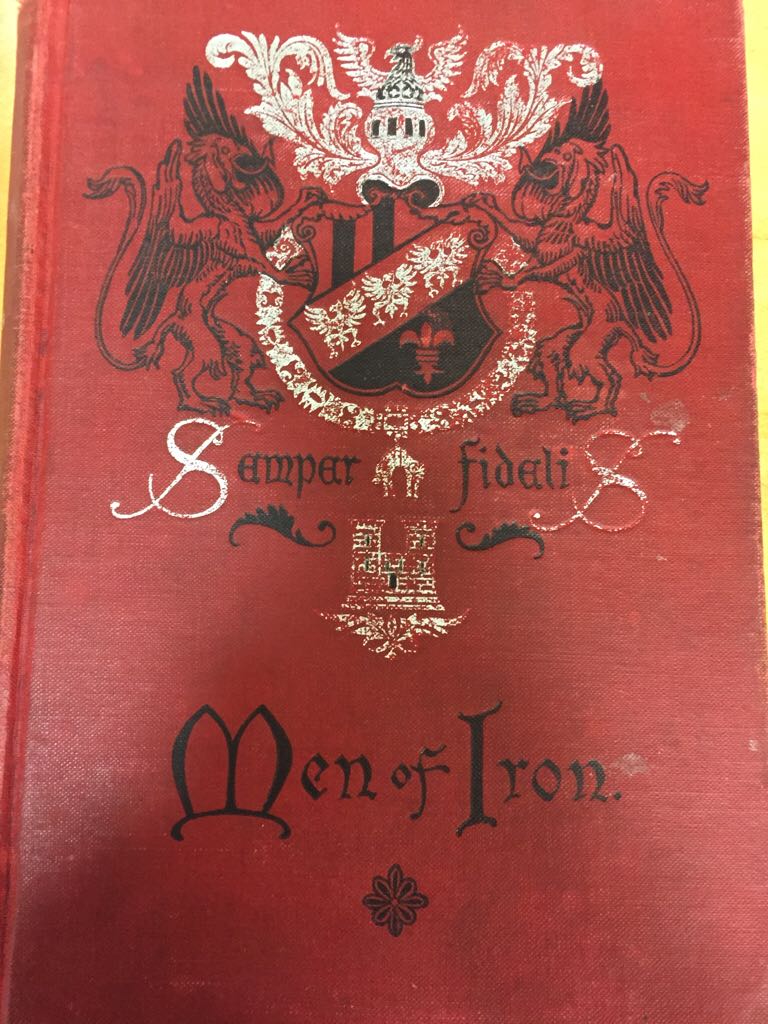 Semper fideliS
Men of Iron.